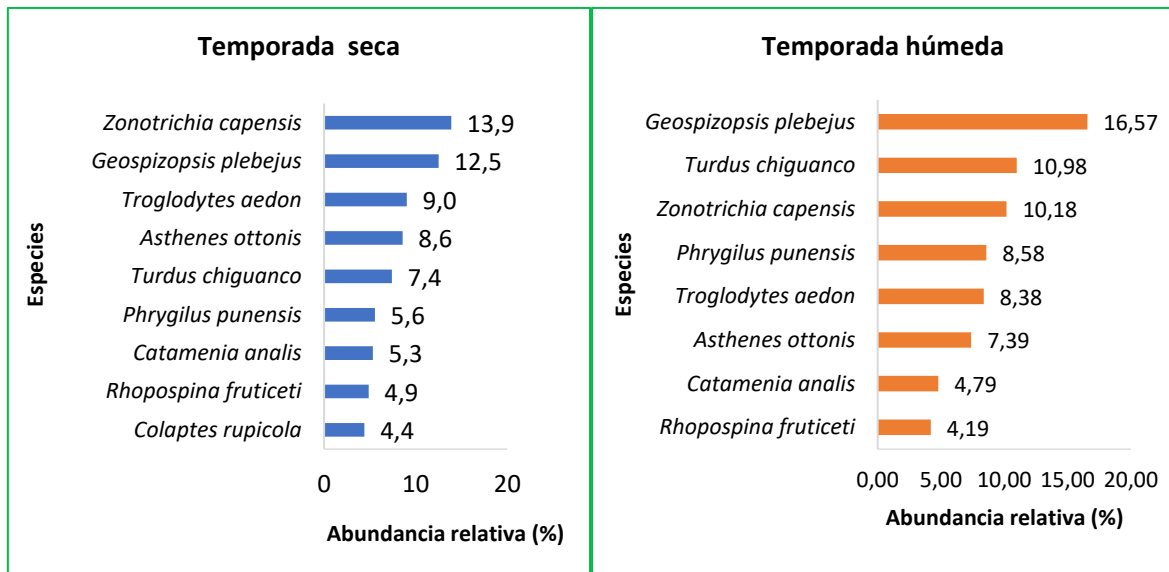 Temporada  seca
Especies
Zonotrichia capensis 13,9
Geospizopsis plebejus 12,5
Troglodytes aedon 9,0
Asthenes ottonis 8,6
Turdus chiguanco 7,4
Phrygilus punensis 5,6
Catamenia analis 5,3
Rhopospina fruticeti 4,9
Colaptes rupicola 4,4
0 10 20
Abundancia relativa (%)
Temporada húmeda
Especies
Geospizopsis plebejus 16,57
Turdus chiguanco 10,98
Zonotrichia capensis 10,18
Phrygilus punensis 8,58
Troglodytes aedon 8,38
Asthenes ottonis 7,39
Catamenia analis 4,79
Rhopospina fruticeti 4,19
0,00 5,00 10,00 15,00 20,00
Abundancia relativa (%)